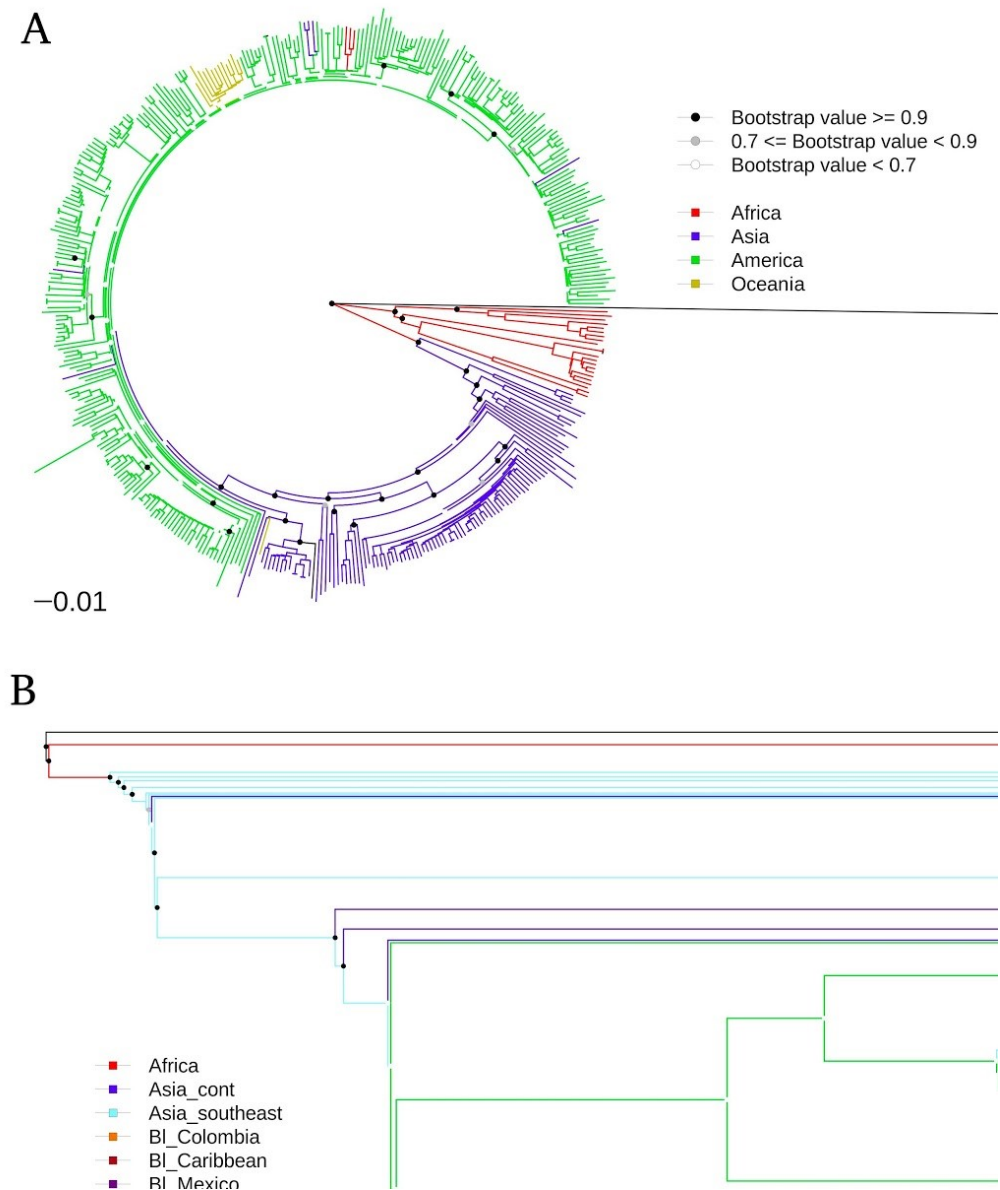 A
Bootstrap value >= 0.9
0.7 <= Bootstrap value < 0.9
Bootstrap value < 0.7
Africa
Asia
America
Oceania
0.01
B
Africa
Asia_cont
Asia_southeast
Bl_Colombia
Bl_Caribbean
Bl_Mexico